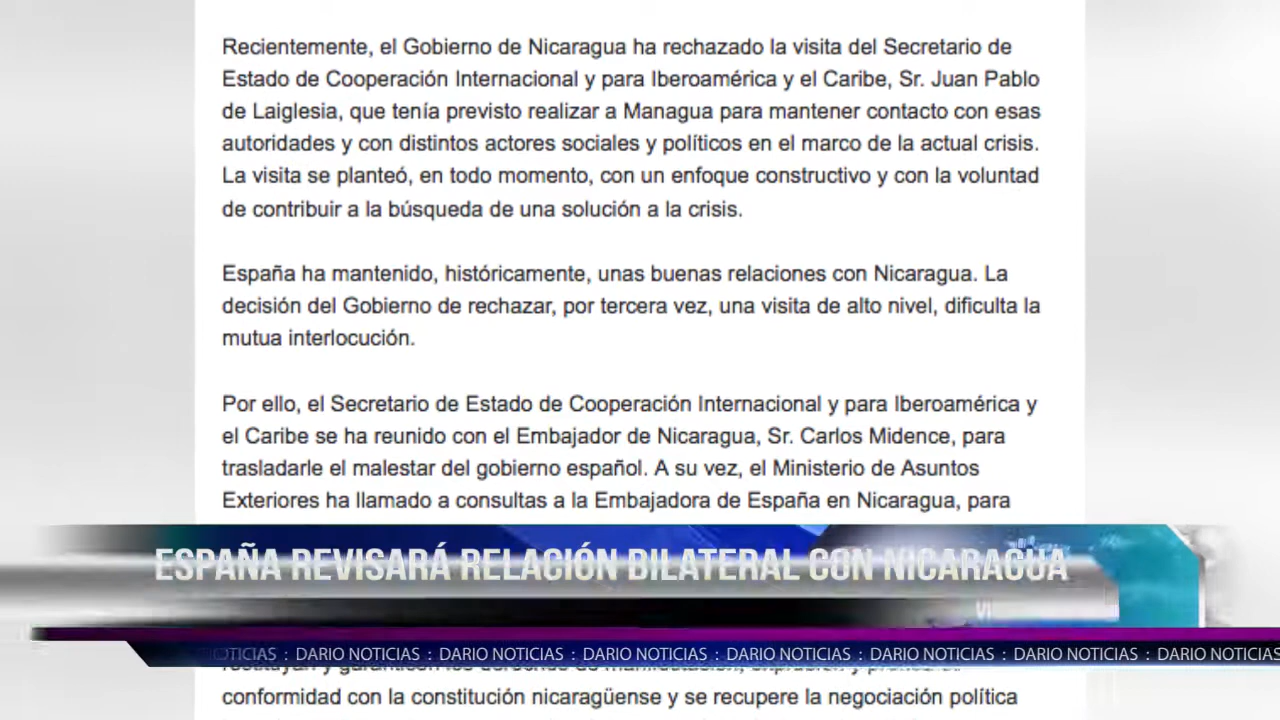 Recientemente, el Gobierno de Nicaragua ha rechazado la visita del Secretario de
Estado de Cooperación Internacional y para Iberoamérica y el Caribe, Sr. Juan Pablo
de Laiglesia, que tenía previsto realizar a Managua para mantener contacto con esas
autoridades y con distintos actores sociales y políticos en el marco de la actual crisis.
La visita se planteó, en todo momento, con un enfoque constructivo y con la voluntad
de contribuir a la búsqueda de una solución a la crisis.
España ha mantenido, históricamente, unas buenas relaciones con Nicaragua. La
decisión del Gobierno de rechazar, por tercera vez, una visita de alto nivel, dificulta la
mutua interlocución.
Por ello, el Secretario de Estado de Cooperación Internacional y para Iberoamérica y
el Caribe se ha reunido con el Embajador de Nicaragua, Sr. Carlos Midence, para
trasladarle el malestar del gobierno español. A su vez, el Ministerio de Asuntos
Exteriores ha llamado a consultas a la Embajadora de España en Nicaragua, para
ESPAÑA REVISARÁ RELACIÓN BILATERAL CON NICARAGUA
OTICIAS : DARIO NOTICIAS : DARIO NOTICIAS : DARIO NOTICIAS : DARIO NOTICIAS : DARIO NOTICIAS : DARIO NOTICIAS : DARIO NOTICIAS
conformidad con la constitución nicaragüense y se recupere la negociación política